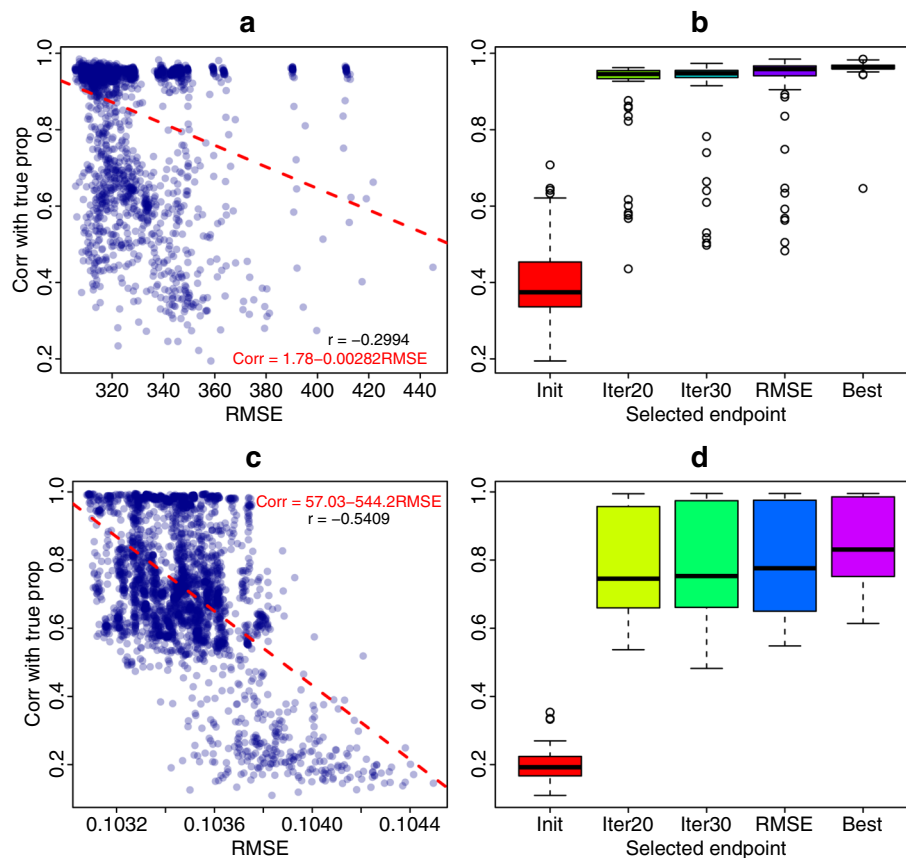 a
Corr with true prop
1.0
0.8
0.6
0.4
0.2
r = −0.2994
Corr = 1.78−0.00282RMSE
320 340 360 380 400 420 440
RMSE
b
1.0
0.8
0.6
0.4
0.2
Init Iter20 Iter30 RMSE Best
Selected endpoint
c
Corr with true prop
1.0
0.8
0.6
0.4
0.2
Corr = 57.03−544.2RMSE
r = −0.5409
0.1032 0.1036 0.1040 0.1044
RMSE
d
1.0
0.8
0.6
0.4
0.2
Init Iter20 Iter30 RMSE Best
Selected endpoint